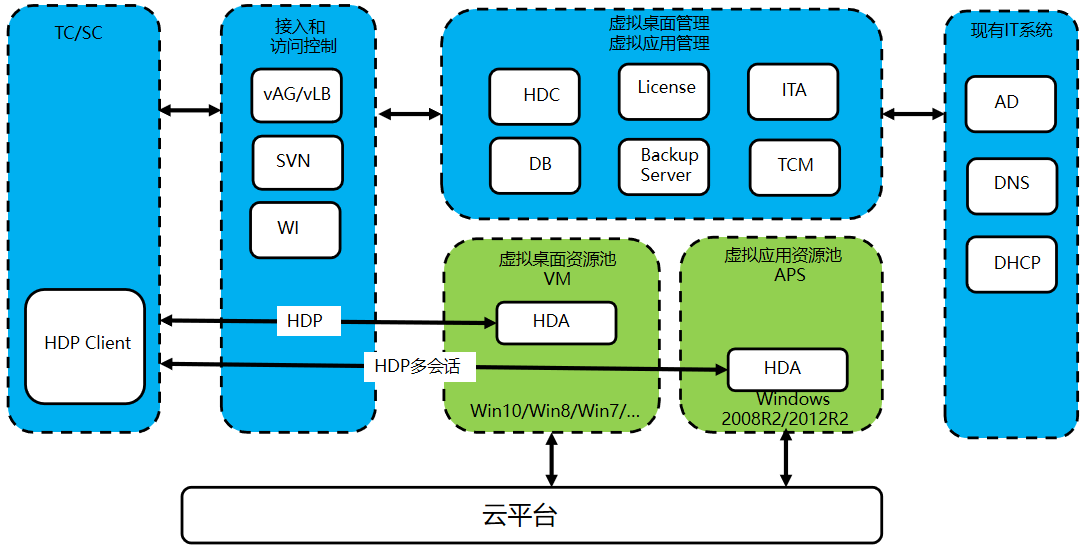 TC/SC
HDP Client
接入和
访问控制
vAG/vLB
SVN
WI
虚拟桌面管理
虚拟应用管理
HDC
License
ITA
DB
Backup
Server
TCM
现有IT系统
AD
DNS
DHCP
HDP
HDP多会话
虚拟桌面资源池
VM
HDA
Win10/Win8/Win7/...
虚拟应用资源池
APS
HDA
Windows
2008R2/2012R2
云平台